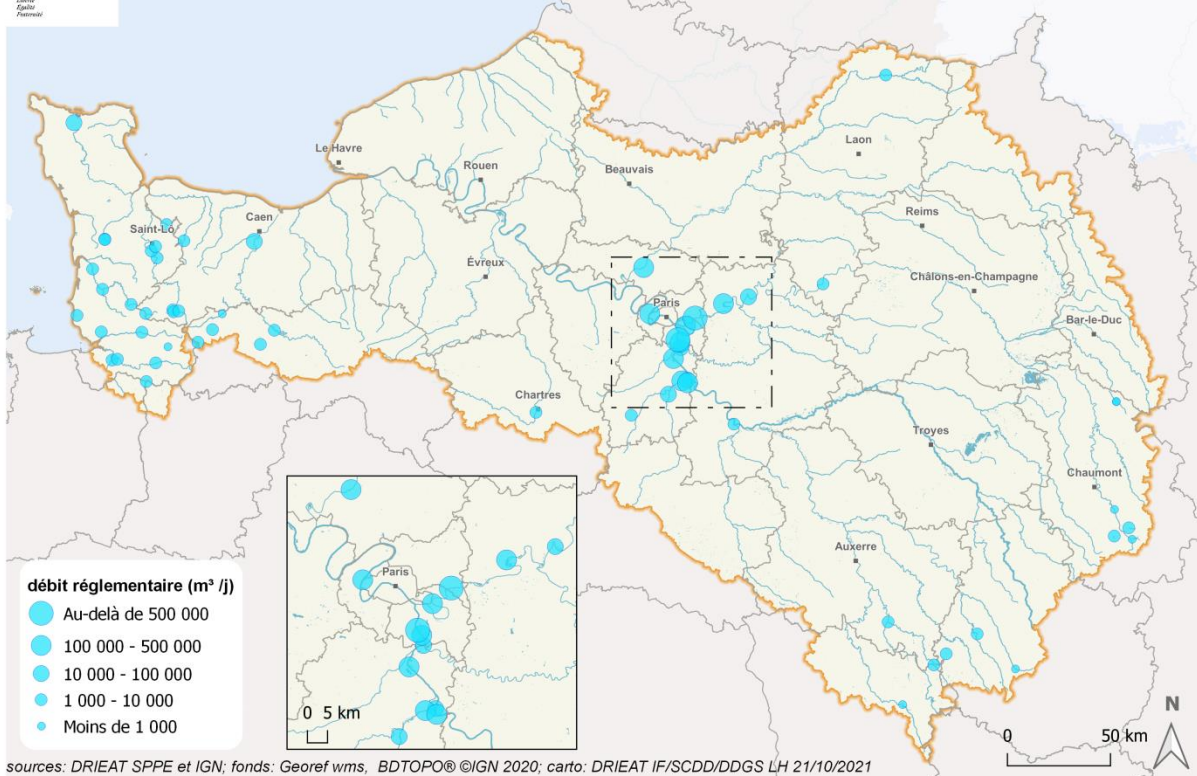 Liberté
Égalité
Fraternité
Laon
Le Havre
Rouen
Beauvais
Reims
Saint-Lô
Caen
Évreux
Châlons-en-Champagne
Paris
Bar-le-Duc
Chartres
Troyes
Chaumont
Auxerre
Paris
0 5 km
débit réglementaire (m³ /j)
Au-delà de 500 000
100 000 - 500 000
10 000 - 100 000
1 000 - 10 000
Moins de 1 000
N
0 50 km
sources: DRIEAT SPPE et IGN; fonds: Georef wms, BDTOPO® ©IGN 2020; carto: DRIEAT IF/SCDD/DDGS LH 21/10/2021